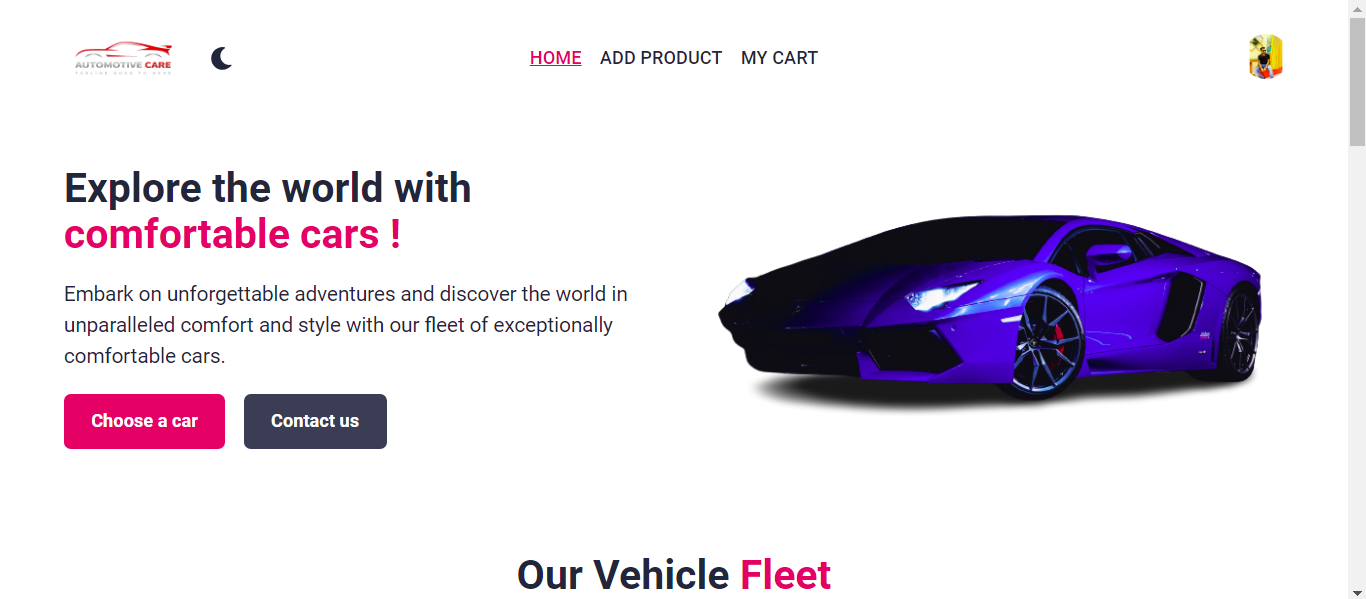 AUTOMOTIVE CARE
HOME ADD PRODUCT MY CART
Explore the world with
comfortable cars !
Embark on unforgettable adventures and discover the world in
unparalleled comfort and style with our fleet of exceptionally
comfortable cars.
Choose a car Contact us
Our Vehicle Fleet